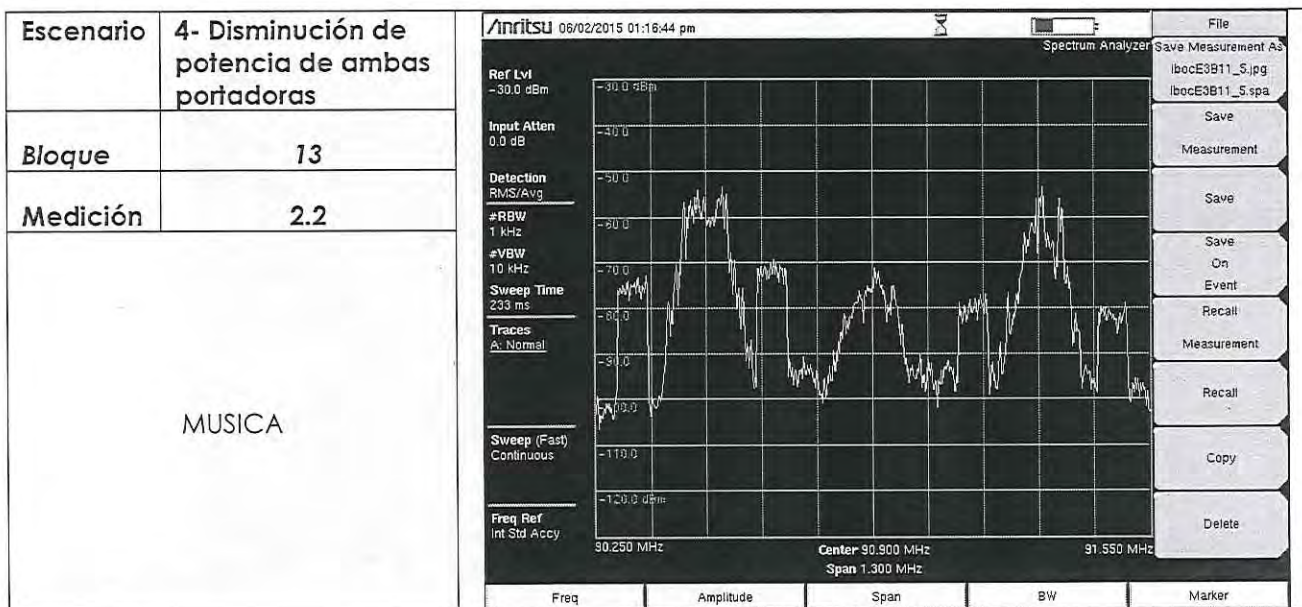 Escenario
4- Disminución de
potencia de ambas
portadoras
Bloque
13
Medición
2.2
MUSICA
Anritsu 06/02/2015 01:16:44 pm
Spectrum Analyzer
Ref Lvl
-30.0 dBm
Input Atten
0.0 dB
Detection
RMS/Avg
#RBW
1 kHz
#VBW
10 kHz
Sweep Time
233 ms
Traces
A: Normal
Sweep (Fast)
Continuous
Freq Ref
Int Std Accy
-30.0 dBm
-40.0
-50.0
-60.0
-70.0
-80.0
-90.0
-100.0
-110.0
-120.0 dBm
90.250 MHz
Center 90.900 MHz
91.550 MHz
Span 1.300 MHz
File
Save Measurement As
IbocE3B11_5.jpg
IbocE3B11_5.spa
Save
Measurement
Save
Save
On
Event
Recall
Measurement
Recall
Copy
Delete
Freq
Amplitude
Span
BW
Marker